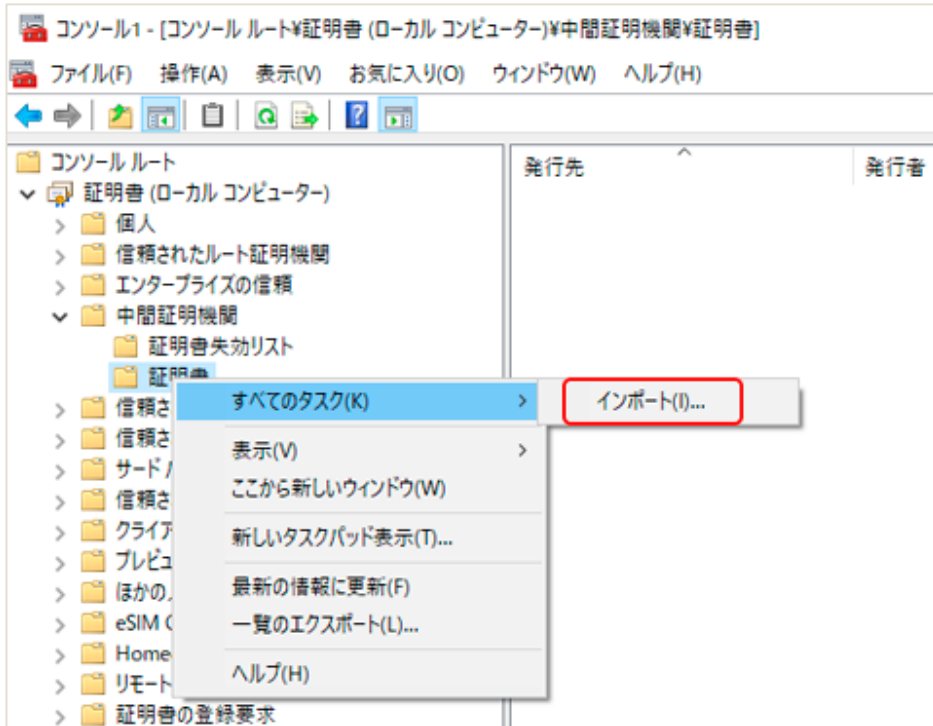 コンソール1 - [コンソール ルート¥証明書 (ローカル コンピューター)¥中間証明機関¥証明書]
ファイル(F) 操作(A) 表示(V) お気に入り(O) ウィンドウ(W) ヘルプ(H)
コンソール ルート
証明書 (ローカル コンピューター)
個人
信頼されたルート証明機関
エンタープライズの信頼
中間証明機関
証明書失効リスト
証明書
信頼さ
信頼さ
サード
信頼さ
クライア
プレビュ
ほかの
eSIM
Home
リモート
証明書の登録要求
すべてのタスク(K)
表示(V)
ここから新しいウィンドウ(W)
新しいタスクパッド表示(T)...
最新の情報に更新(F)
一覧のエクスポート(L)...
ヘルプ(H)
インポート(I)...
発行先 発行者